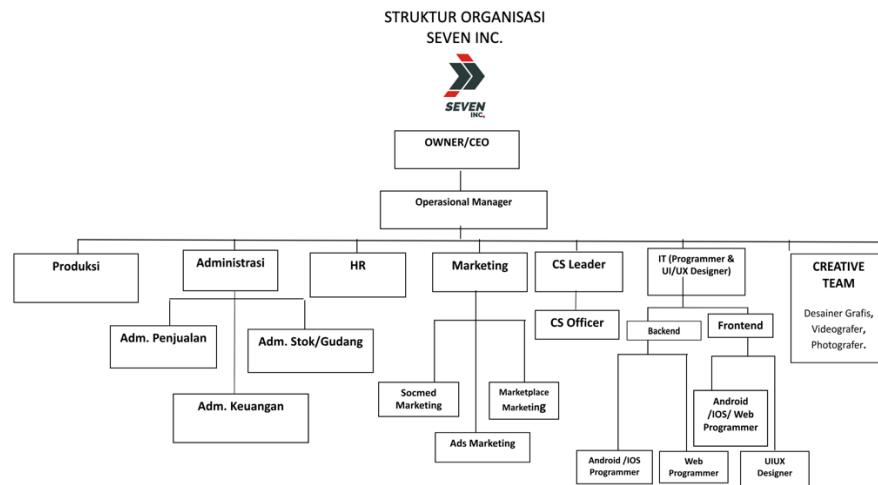 STRUKTUR ORGANISASI
SEVEN INC.
SEVEN
INC.
OWNER/CEO
Operasional Manager
Produksi
Administrasi
HR
Marketing
CS Leader
IT (Programmer &
UI/UX Designer)
CREATIVE
TEAM
Desainer Grafis,
Videografer,
Photografer.
CS Officer
Backend
Frontend
Adm. Penjualan
Adm. Stok/Gudang
Adm. Keuangan
Socmed
Marketing
Marketplace
Marketing
Ads Marketing
Android
/IOS/ Web
Programmer
Android /IOS
Programmer
Web
Programmer
UIUX
Designer